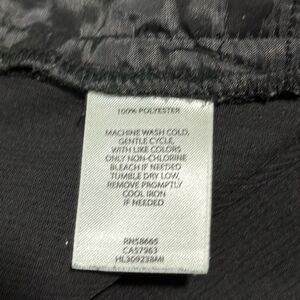 100% POLYESTER
MACHINE WASH COLD,
GENTLE CYCLE,
WITH LIKE COLORS
ONLY NON-CHLORINE
BLEACH IF NEEDED
TUMBLE DRY LOW,
REMOVE PROMPTLY
COOL IRON
IF NEEDED
RN58665
CA57963
HL309238MI